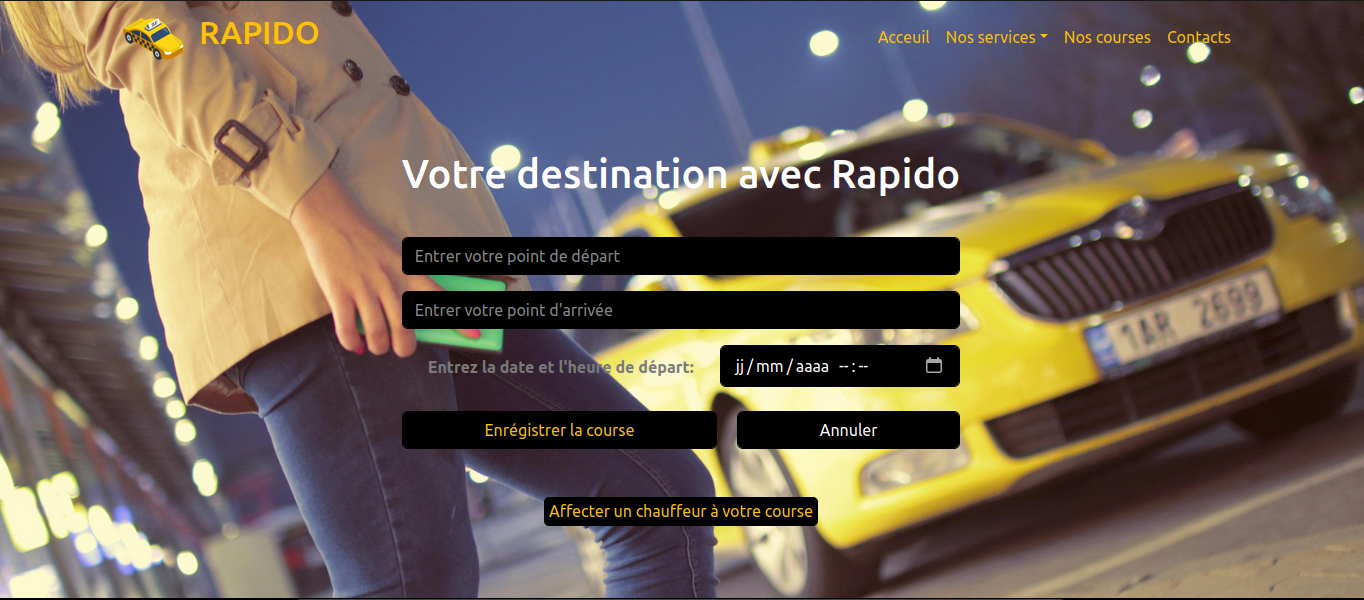 RAPIDO
Acceuil Nos services Nos courses Contacts
Votre destination avec Rapido
Entrer votre point de départ
Entrer votre point d'arrivée
Entrez la date et l'heure de départ: jj/mm/aaaa --:--
Enrégistrer la course Annuler
Affecter un chauffeur à votre course
1AR 2699